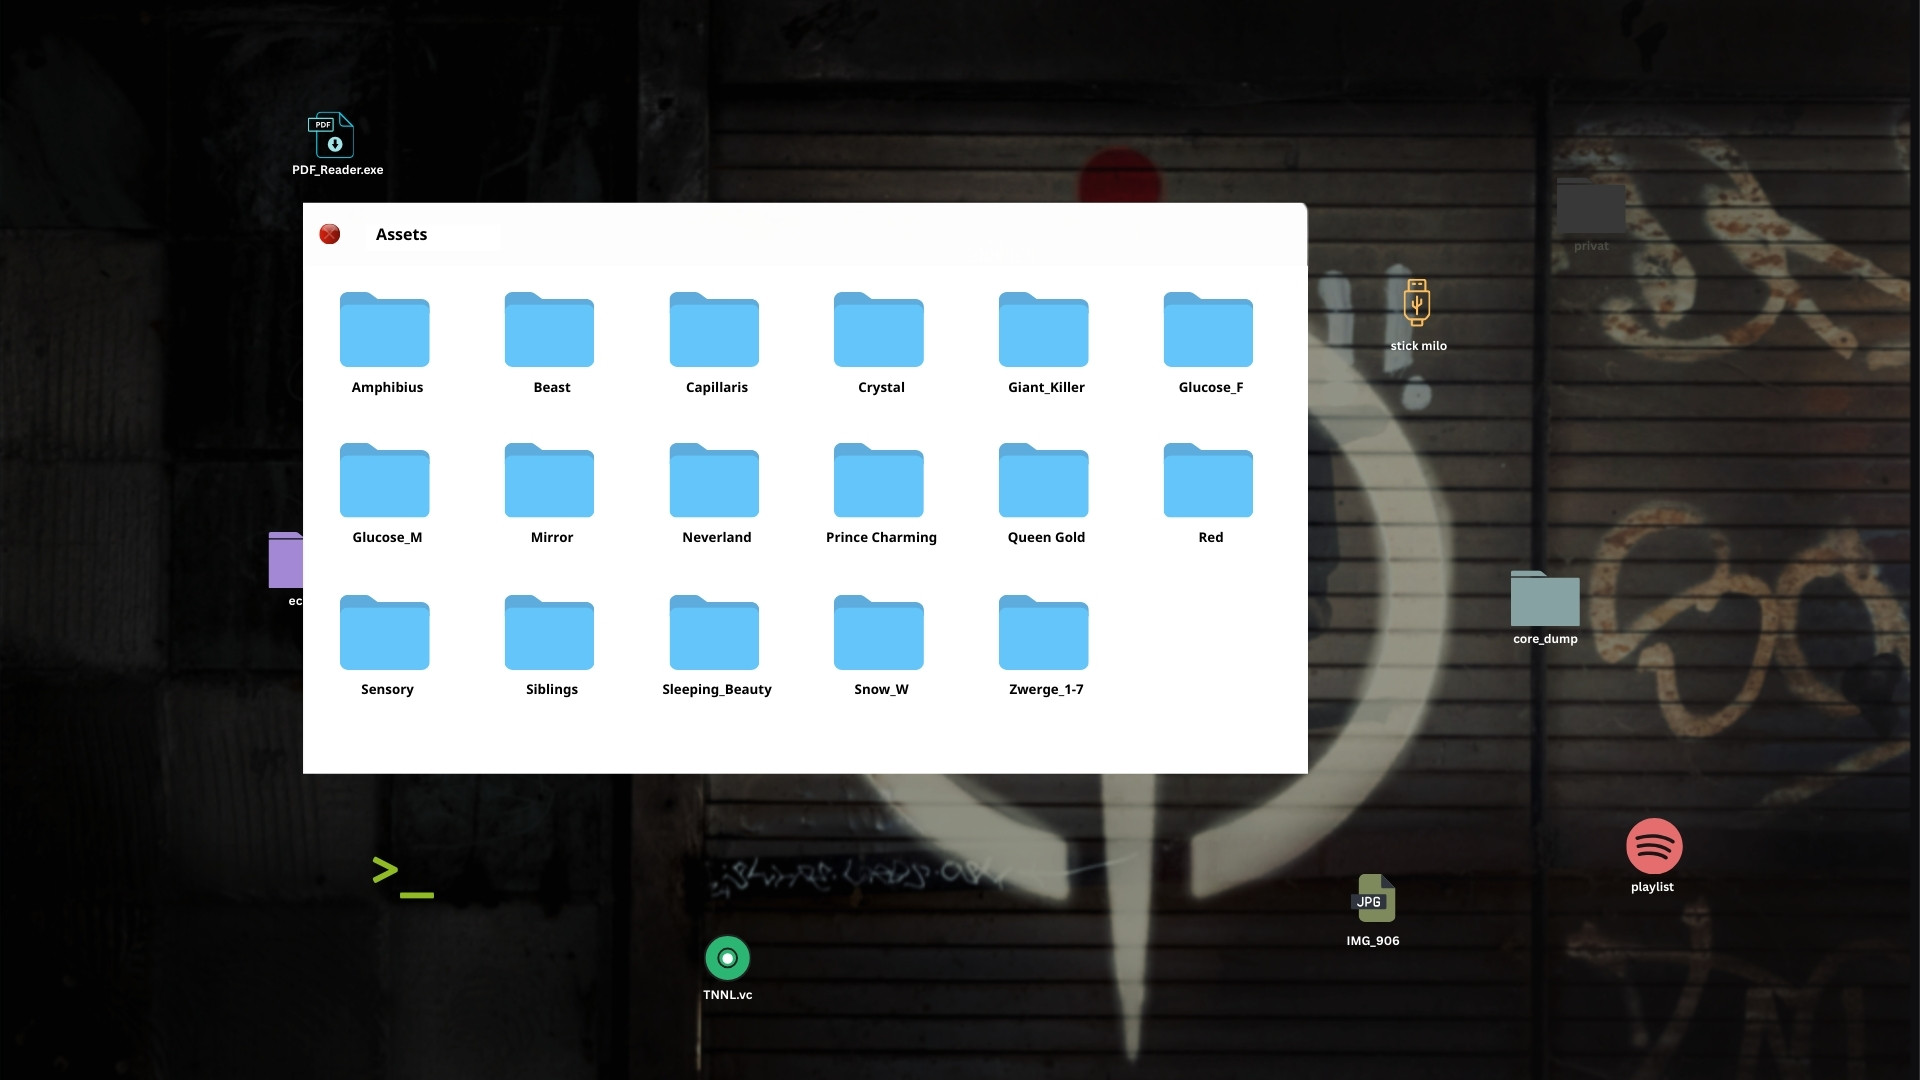 PDF
PDF_Reader.exe
Assets
privat
stick milo
Amphibius
Beast
Capillaris
Crystal
Giant_Killer
Glucose_F
Glucose_M
Mirror
Neverland
Prince Charming
Queen Gold
Red
ec
core_dump
Sensory
Siblings
Sleeping_Beauty
Snow_W
Zwerge_1-7
>_
playlist
JPG
IMG_906
TNNL.vc